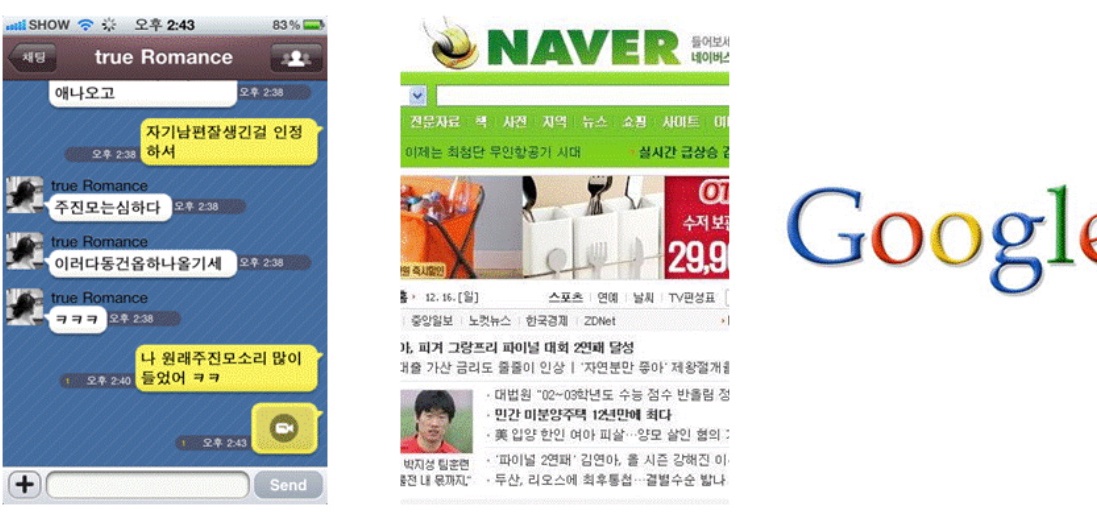 SHOW 오후 2:43 83%
채팅 true Romance
애나오고 오후 2:38
자기남편잘생긴걸 인정
하셔
오후 2:38
true Romance
주진모는심하다 오후 2:38
true Romance
이러다동건옵하나올기세 오후 2:38
true Romance
ㅋㅋㅋ 오후 2:38
나 원래주진모소리 많이
들었어 ㅋㅋ
1 오후 2:40
1 오후 2:43
Send
NAVER 들어보세
네이버스
전문자료 책 사전 지역 뉴스 쇼핑 사이트
이제는 최첨단 무인항공기 시대 실시간 급상승
수저 보관
29,9
즉시할인
홈 12.16.[일] 스포츠 연예 날씨 TV편성표
중앙일보 노컷뉴스 한국경제 ZDNet
피겨 그랑프리 파이널 대회 2연패 달성
대출 가산 금리도 줄줄이 인상 | '자연분만 좋아' 제왕절개
· 대법원 "02~03학년도 수능 점수 반올림
· 민간 미분양주택 12년만에 최다
· 美 입양 한인 여아 피살…양모 살인 혐의
박지성 팀훈련
· '파이널 2연패' 김연아, 올 시즌 강해진
· 두산, 리오스에 최후통첩…결별수순 밟나
Google